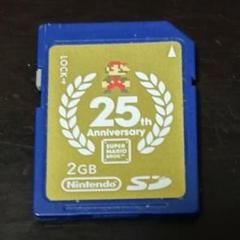 LOCK
25th
Anniversary
SUPER
MARIO
BROS.
2GB
Nintendo SD